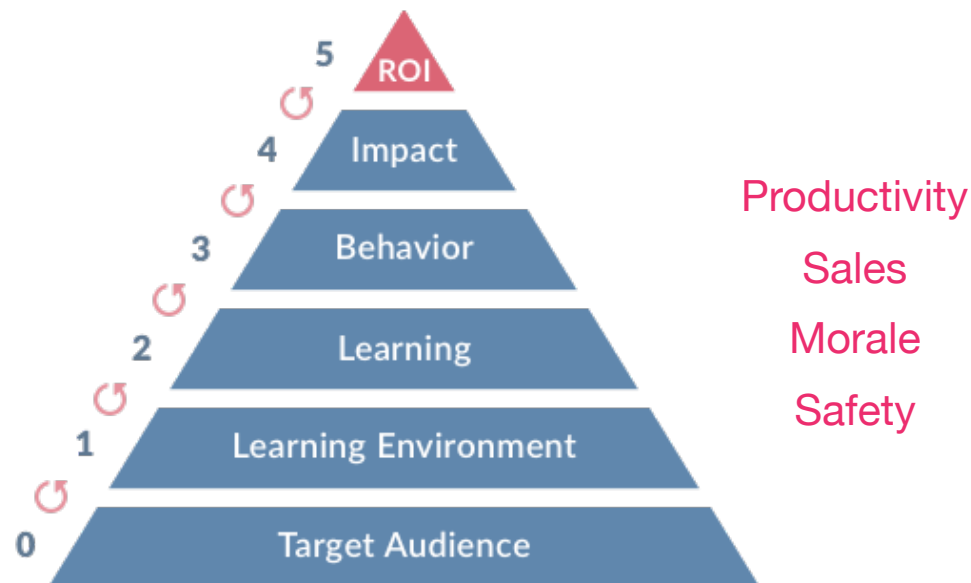 5
ROI
4
Impact
3
Behavior
2
Learning
1
Learning Environment
0
Target Audience
Productivity
Sales
Morale
Safety